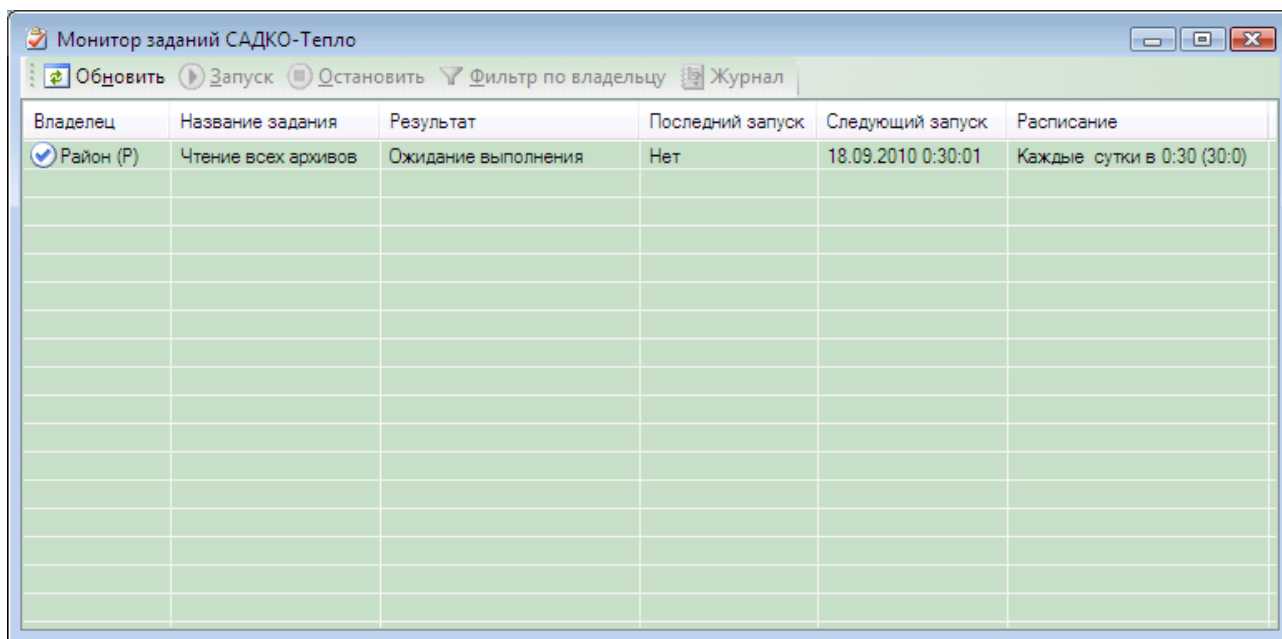 Монитор заданий САДКО-Тепло
Обновить Запуск Остановить Фильтр по владельцу Журнал
Владелец Название задания Результат Последний запуск Следующий запуск Расписание
Район (Р) Чтение всех архивов Ожидание выполнения Нет 18.09.2010 0:30:01 Каждые сутки в 0:30 (30:0)